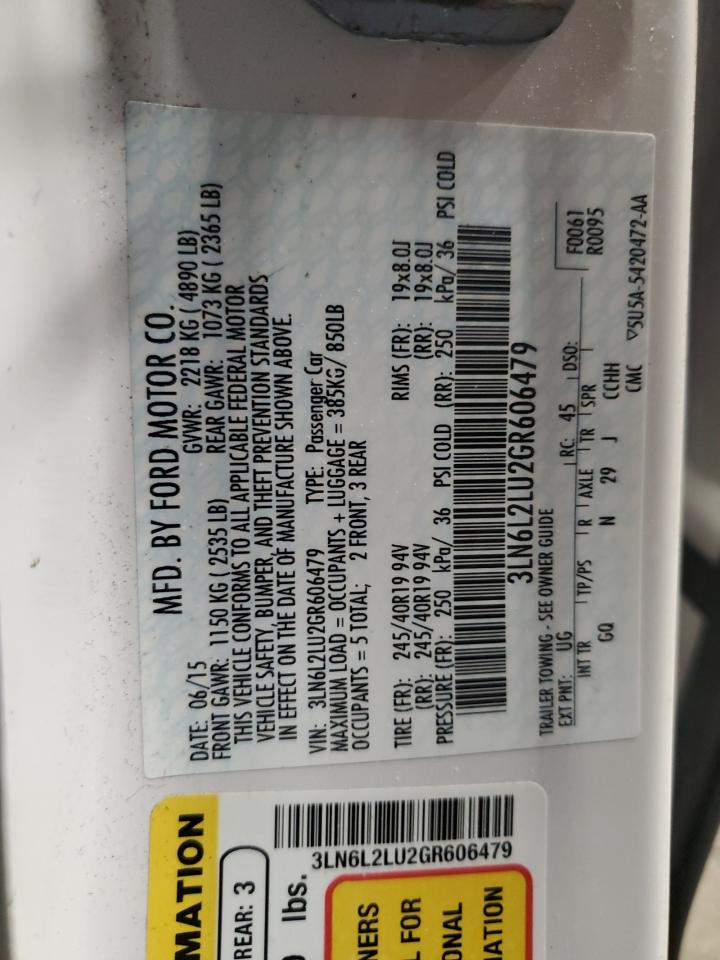 MFD. BY FORD MOTOR CO.
DATE: 06/15 GVWR: 2218 KG ( 4890 LB)
FRONT GAWR: 1150 KG ( 2535 LB) REAR GAWR: 1073 KG ( 2365 LB)
THIS VEHICLE CONFORMS TO ALL APPLICABLE FEDERAL MOTOR
VEHICLE SAFETY, BUMPER, AND THEFT PREVENTION STANDARDS
IN EFFECT ON THE DATE OF MANUFACTURE SHOWN ABOVE.
VIN: 3LN6L2LU2GR606479 TYPE: Passenger Car
MAXIMUM LOAD = OCCUPANTS + LUGGAGE = 385KG/ 850LB
OCCUPANTS = 5 TOTAL; 2 FRONT, 3 REAR
TIRE (FR): 245/40R19 94V RIMS (FR): 19x8.0J
(RR): 245/40R19 94V (RR): 19x8.0J
PRESSURE (FR): 250 kPa/ 36 PSI COLD (RR): 250 kPa/ 36 PSI COLD
3LN6L2LU2GR606479
TRAILER TOWING - SEE OWNER GUIDE
EXT PNT: UG RC: 45 DSO:
F0061
R0095
INT TR TP/PS R AXLE TR SPR
GQ N 29 J CCHH
CMC ▽5U5A-5420472-AA
MATION
REAR: 3
lbs.
3LN6L2LU2GR606479
NERS
L FOR
ONAL
MATION